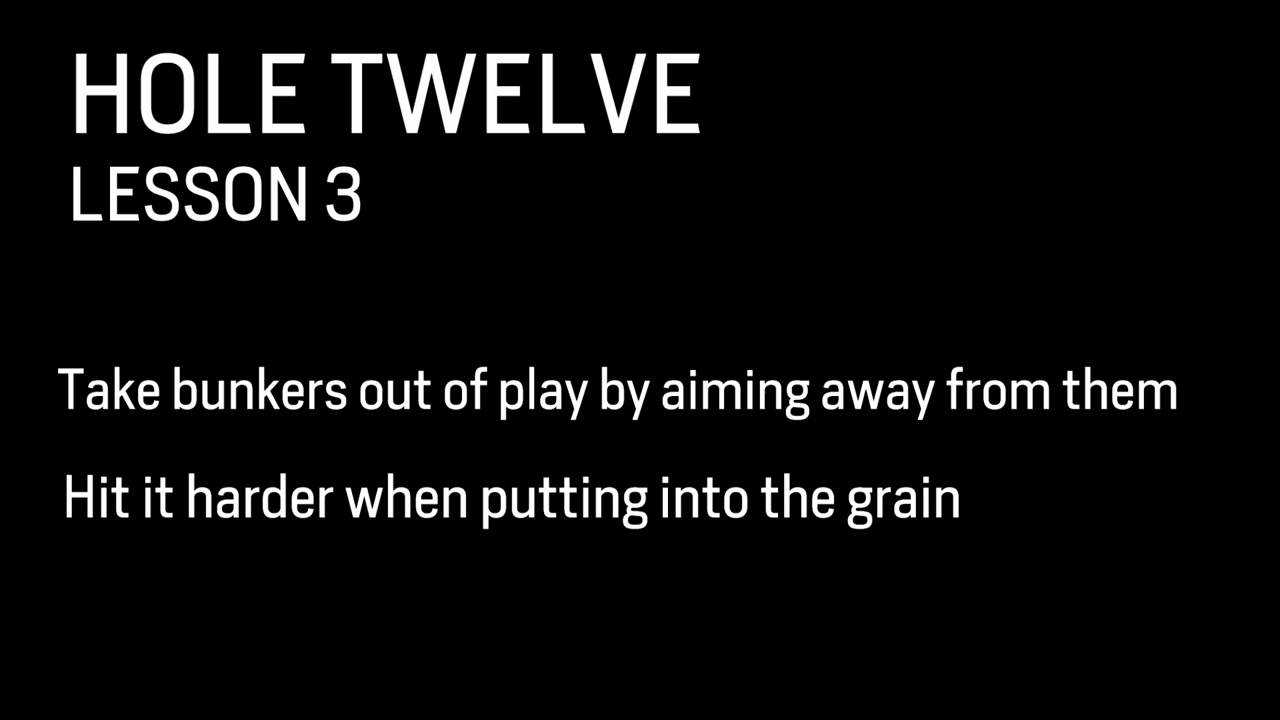 HOLE TWELVE
LESSON 3
Take bunkers out of play by aiming away from them
Hit it harder when putting into the grain